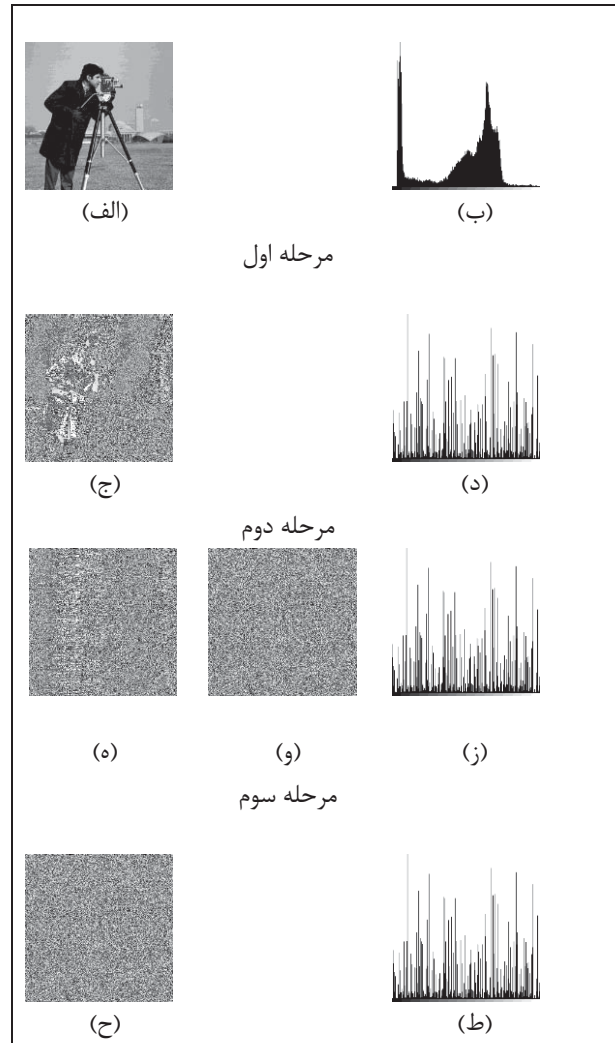 (الف) (ب)
مرحله اول
(ج) (د)
مرحله دوم
(ه) (و) (ز)
مرحله سوم
(ح) (ط)